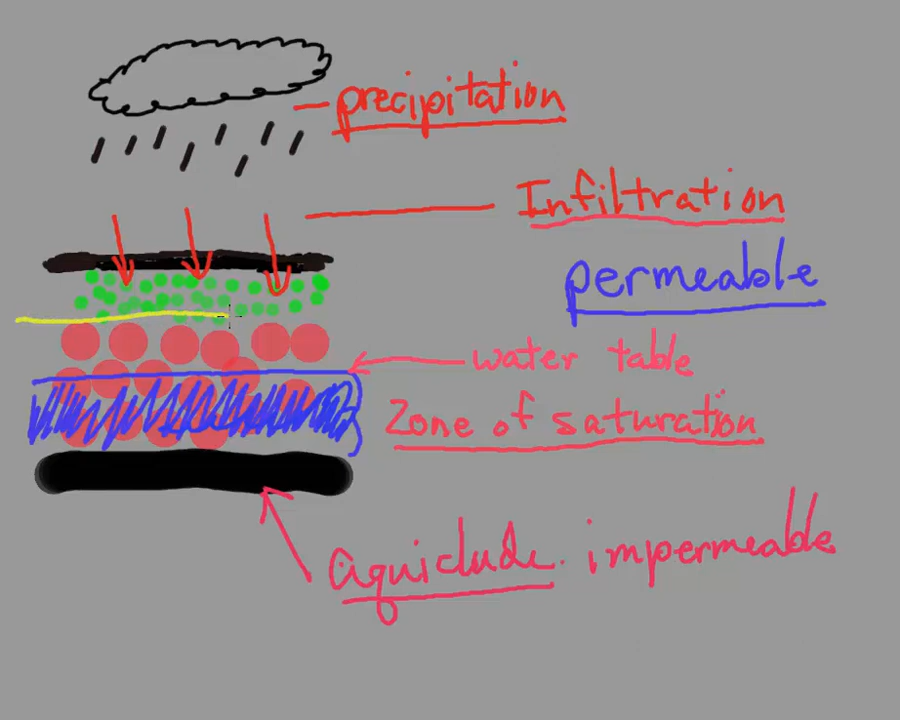 precipitation
Infiltration
permeable
water table
Zone of saturation
aquiclude. impermeable